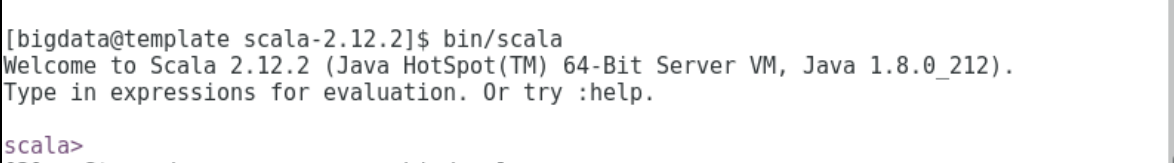 [bigdata@template scala-2.12.2]$ bin/scala
Welcome to Scala 2.12.2 (Java HotSpot(TM) 64-Bit Server VM, Java 1.8.0_212).
Type in expressions for evaluation. Or try :help.
scala>